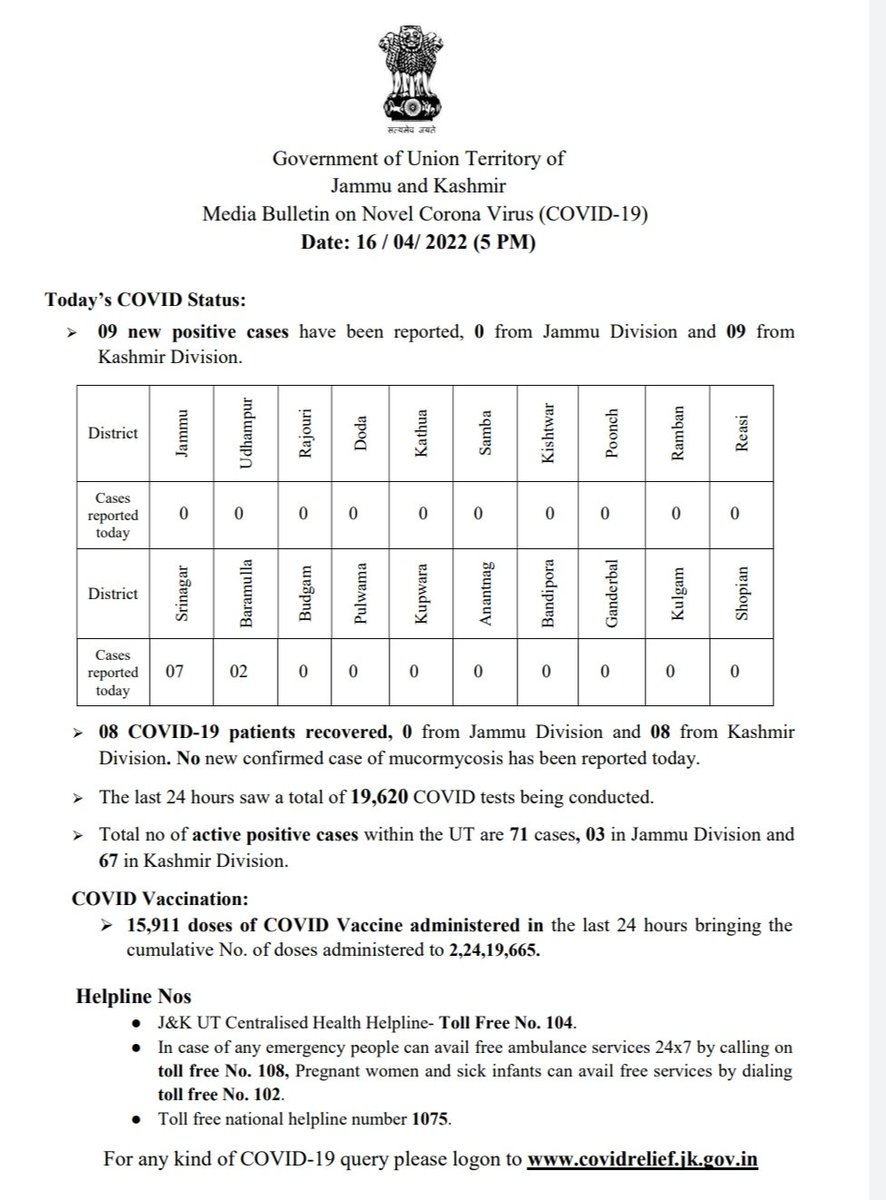 सत्यमेव जयते
Government of Union Territory of
Jammu and Kashmir
Media Bulletin on Novel Corona Virus (COVID-19)
Date: 16 / 04/ 2022 (5 PM)
Today’s COVID Status:
➢ 09 new positive cases have been reported, 0 from Jammu Division and 09 from
Kashmir Division.
District Jammu Udhampur Rajouri Doda Kathua Samba Kishtwar Poonch Ramban Reasi
Cases
reported
today
0 0 0 0 0 0 0 0 0 0
District Srinagar Baramulla Budgam Pulwama Kupwara Anantnag Bandipora Ganderbal Kulgam Shopian
Cases
reported
today
07 02 0 0 0 0 0 0 0 0
➢ 08 COVID-19 patients recovered, 0 from Jammu Division and 08 from Kashmir
Division. No new confirmed case of mucormycosis has been reported today.
➢ The last 24 hours saw a total of 19,620 COVID tests being conducted.
➢ Total no of active positive cases within the UT are 71 cases, 03 in Jammu Division and
67 in Kashmir Division.
COVID Vaccination:
➢ 15,911 doses of COVID Vaccine administered in the last 24 hours bringing the
cumulative No. of doses administered to 2,24,19,665.
Helpline Nos
● J&K UT Centralised Health Helpline- Toll Free No. 104.
● In case of any emergency people can avail free ambulance services 24x7 by calling on
toll free No. 108, Pregnant women and sick infants can avail free services by dialing
toll free No. 102.
● Toll free national helpline number 1075.
For any kind of COVID-19 query please logon to www.covidrelief.jk.gov.in